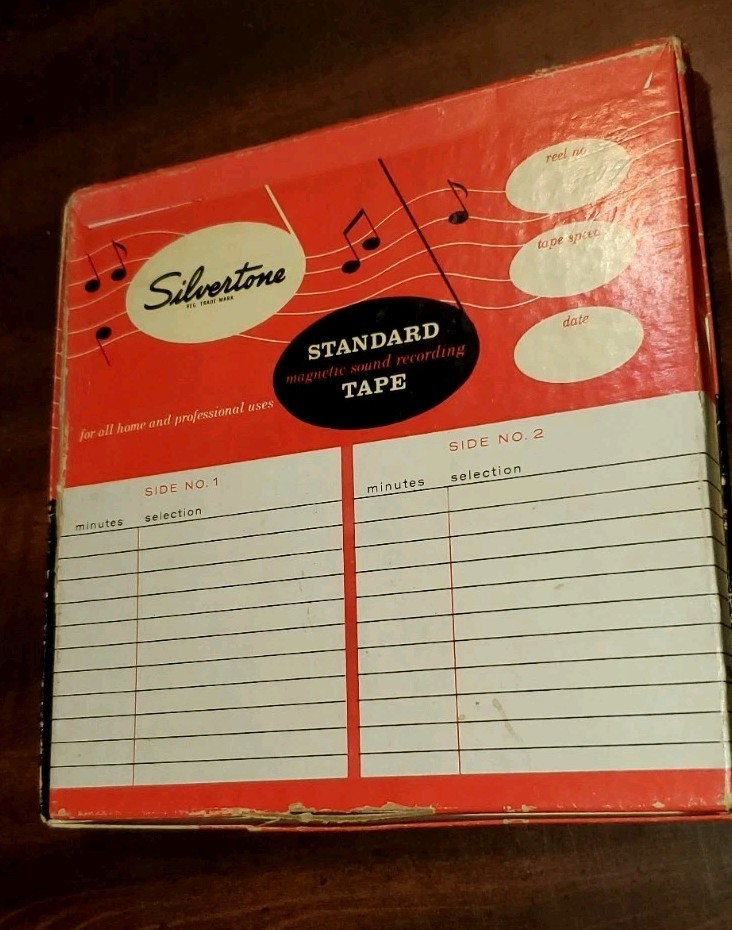 Silvertone
REG. TRADE MARK
STANDARD
magnetic sound recording
TAPE
for all home and professional uses
reel no.
tape speed
date
SIDE NO. 1
minutes selection
SIDE NO. 2
minutes selection